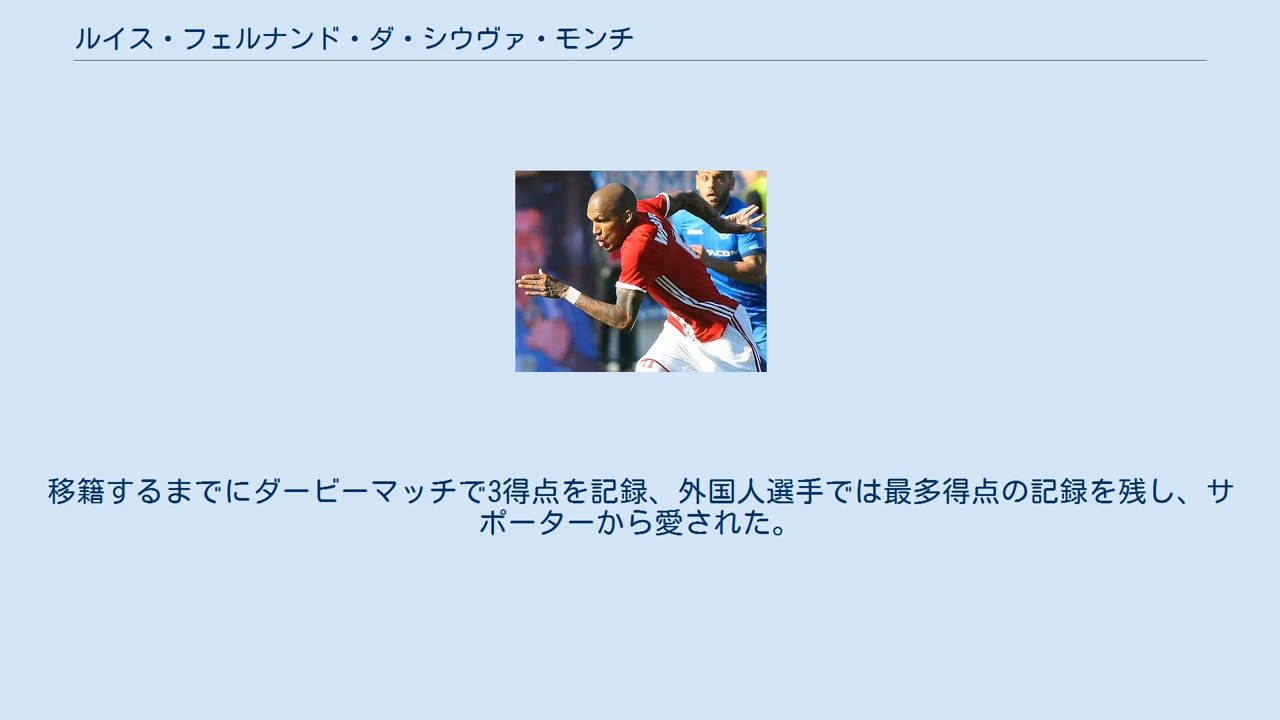 ルイス・フェルナンド・ダ・シウヴァ・モンチ
移籍するまでにダービーマッチで3得点を記録、外国人選手では最多得点の記録を残し、サ
ポーターから愛された。